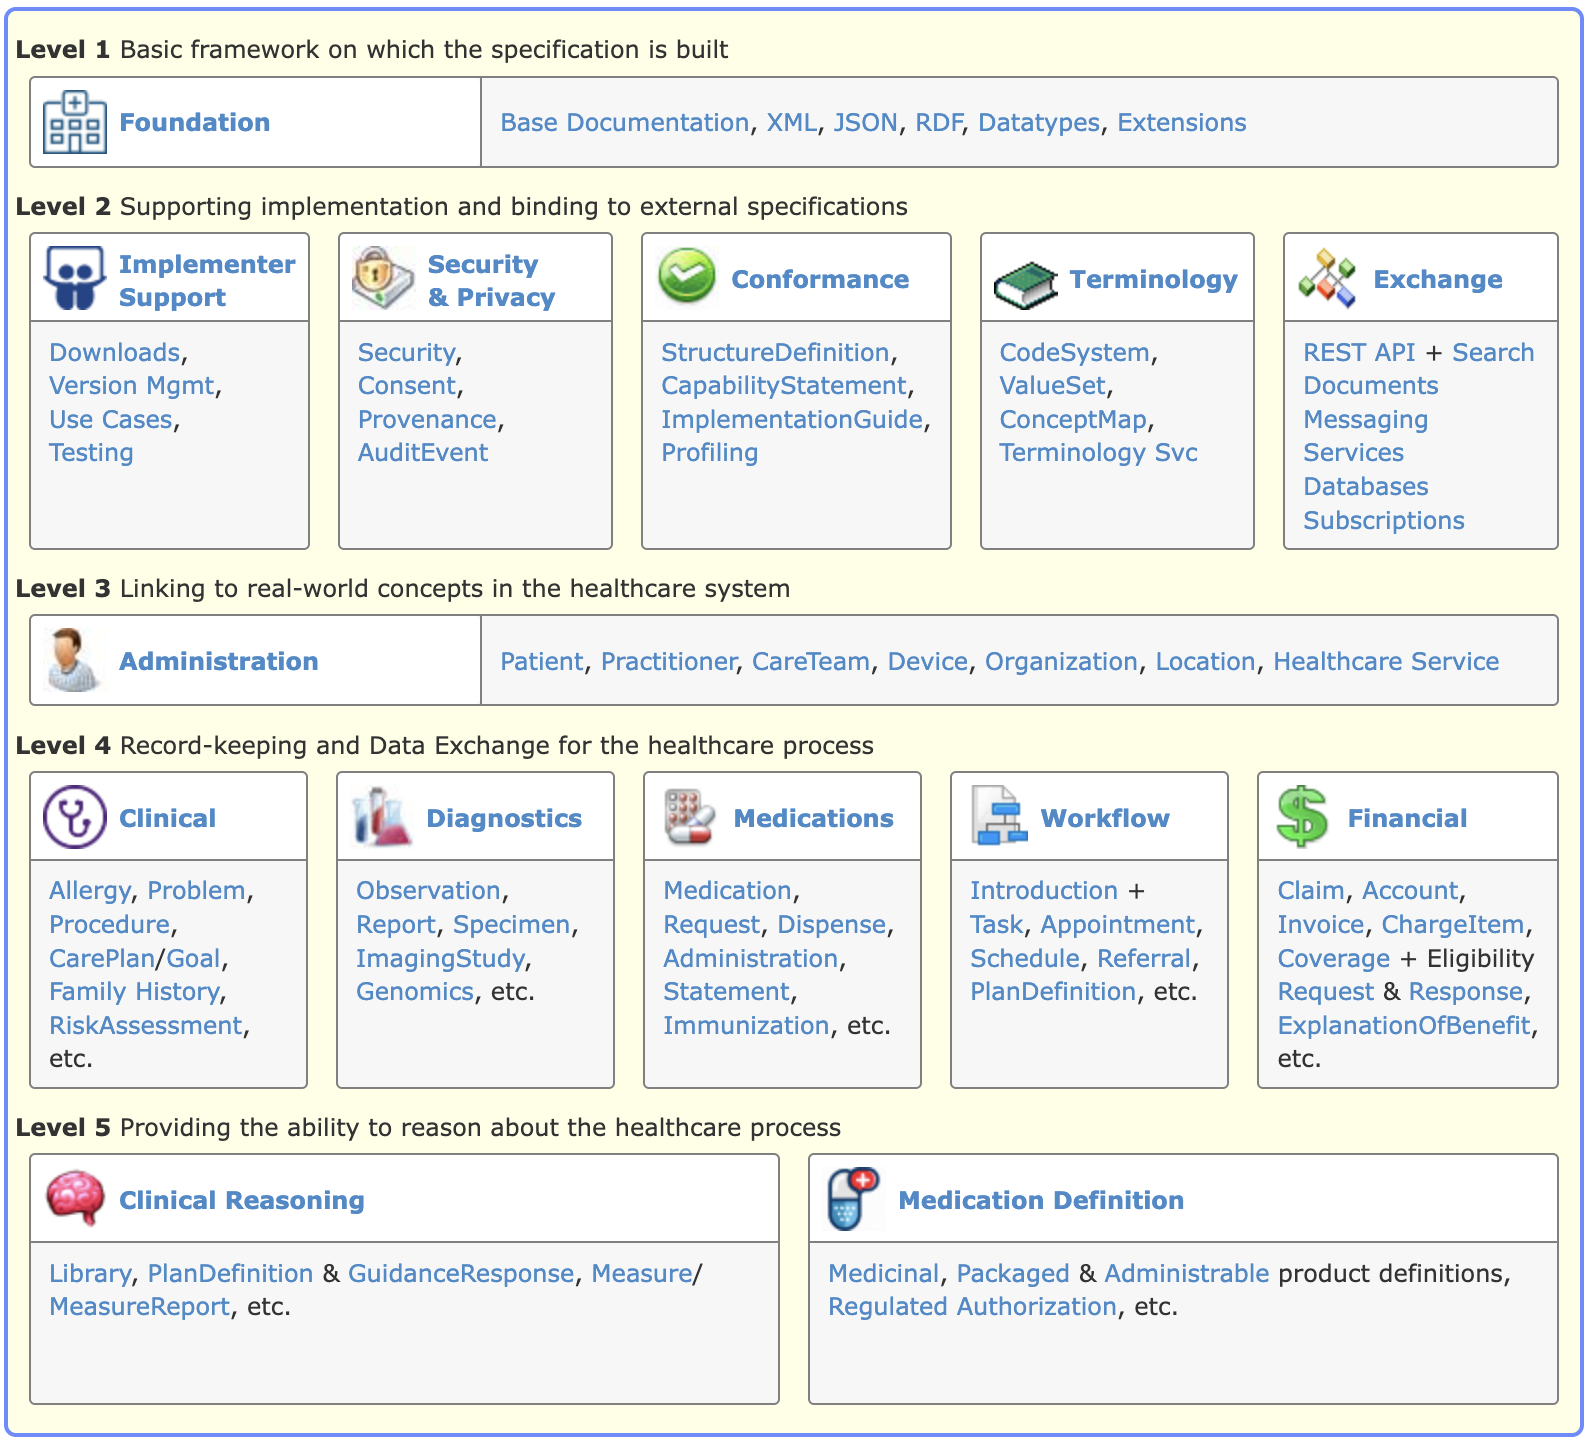 Level 1 Basic framework on which the specification is built
Foundation
Base Documentation, XML, JSON, RDF, Datatypes, Extensions
Level 2 Supporting implementation and binding to external specifications
Implementer
Support
Downloads,
Version Mgmt,
Use Cases,
Testing
Security
& Privacy
Security,
Consent,
Provenance,
AuditEvent
Conformance
StructureDefinition,
CapabilityStatement,
ImplementationGuide,
Profiling
Terminology
CodeSystem,
ValueSet,
ConceptMap,
Terminology Svc
Exchange
REST API + Search
Documents
Messaging
Services
Databases
Subscriptions
Level 3 Linking to real-world concepts in the healthcare system
Administration
Patient, Practitioner, CareTeam, Device, Organization, Location, Healthcare Service
Level 4 Record-keeping and Data Exchange for the healthcare process
Clinical
Allergy, Problem,
Procedure,
CarePlan/Goal,
Family History,
RiskAssessment,
etc.
Diagnostics
Observation,
Report, Specimen,
ImagingStudy,
Genomics, etc.
Medications
Medication,
Request, Dispense,
Administration,
Statement,
Immunization, etc.
Workflow
Introduction +
Task, Appointment,
Schedule, Referral,
PlanDefinition, etc.
Financial
Claim, Account,
Invoice, ChargeItem,
Coverage + Eligibility
Request & Response,
ExplanationOfBenefit,
etc.
Level 5 Providing the ability to reason about the healthcare process
Clinical Reasoning
Library, PlanDefinition & GuidanceResponse, Measure/
MeasureReport, etc.
Medication Definition
Medicinal, Packaged & Administrable product definitions,
Regulated Authorization, etc.